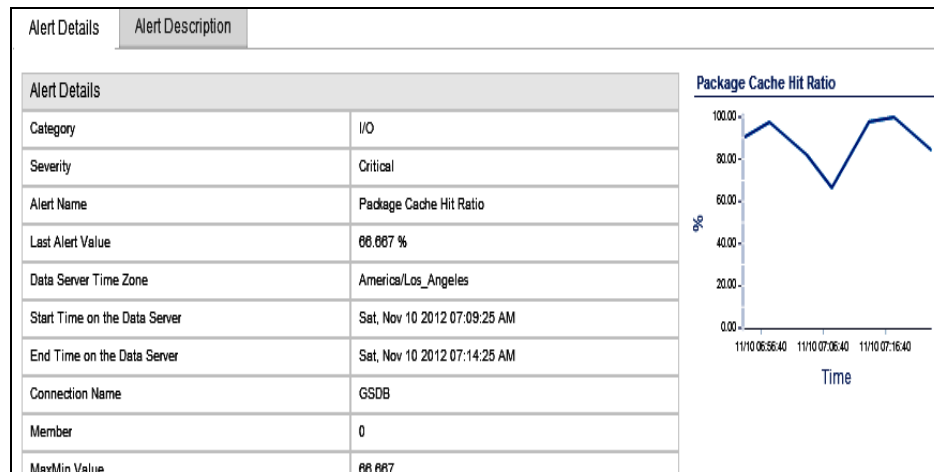 Alert Details
Alert Description
Alert Details
Category I/O
Severity Critical
Alert Name Package Cache Hit Ratio
Last Alert Value 66.667 %
Data Server Time Zone America/Los_Angeles
Start Time on the Data Server Sat, Nov 10 2012 07:09:25 AM
End Time on the Data Server Sat, Nov 10 2012 07:14:25 AM
Connection Name GSDB
Member 0
MaxMin Value 66.667
Package Cache Hit Ratio
100.00
80.00
60.00
%
40.00
20.00
0.00
11/10 06:56:40 11/10 07:06:40 11/10 07:16:40
Time